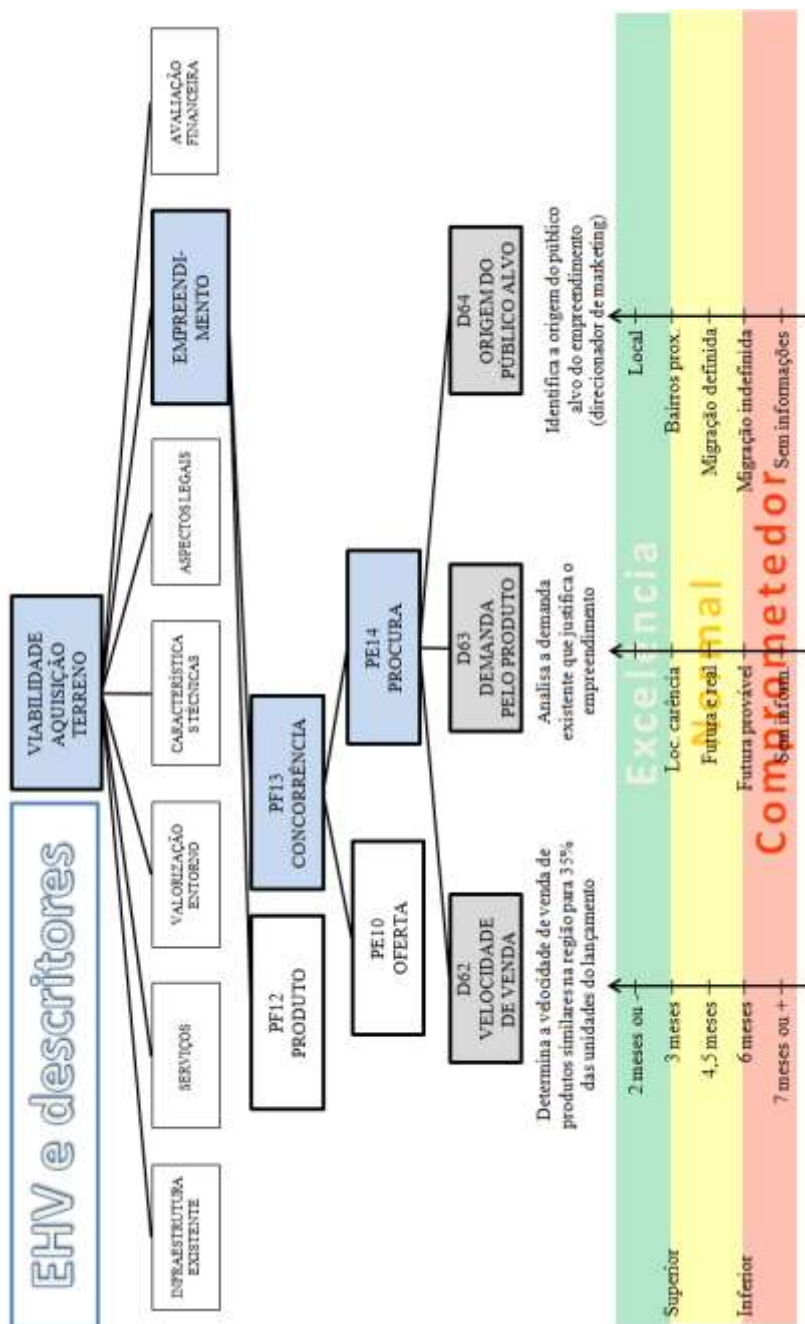 EHV e descritores
VIABILIDADE
AQUISIÇÃO
TERRENO
INFRAESTRUTURA
EXISTENTE
SERVIÇOS
VALORIZAÇÃO
ENTORNO
CARACTERÍSTICA
S TÉCNICAS
ASPECTOS LEGAIS
EMPREENDI-
MENTO
AVALIAÇÃO
FINANCEIRA
PF12
PRODUTO
PF13
CONCORRÊNCIA
PE10
OFERTA
PE14
PROCURA
D62
VELOCIDADE
DE VENDA
D63
DEMANDA
PELO PRODUTO
D64
ORIGEM DO
PÚBLICO ALVO
Determina a velocidade de venda de
produtos similares na região para 35%
das unidades do lançamento
Analisa a demanda
existente que justifica o
empreendimento
Identifica a origem do público
alvo do empreendimento
(direcionador de marketing)
2 meses ou -
Excelência
Local
Superior
3 meses
Loc. carência
Bairros prox.
4,5 meses
Normal
Futura e real
Migração definida
Inferior
6 meses
Futura provável
Migração indefinida
7 meses ou +
Comprometedor
Sem inform.
Sem informações